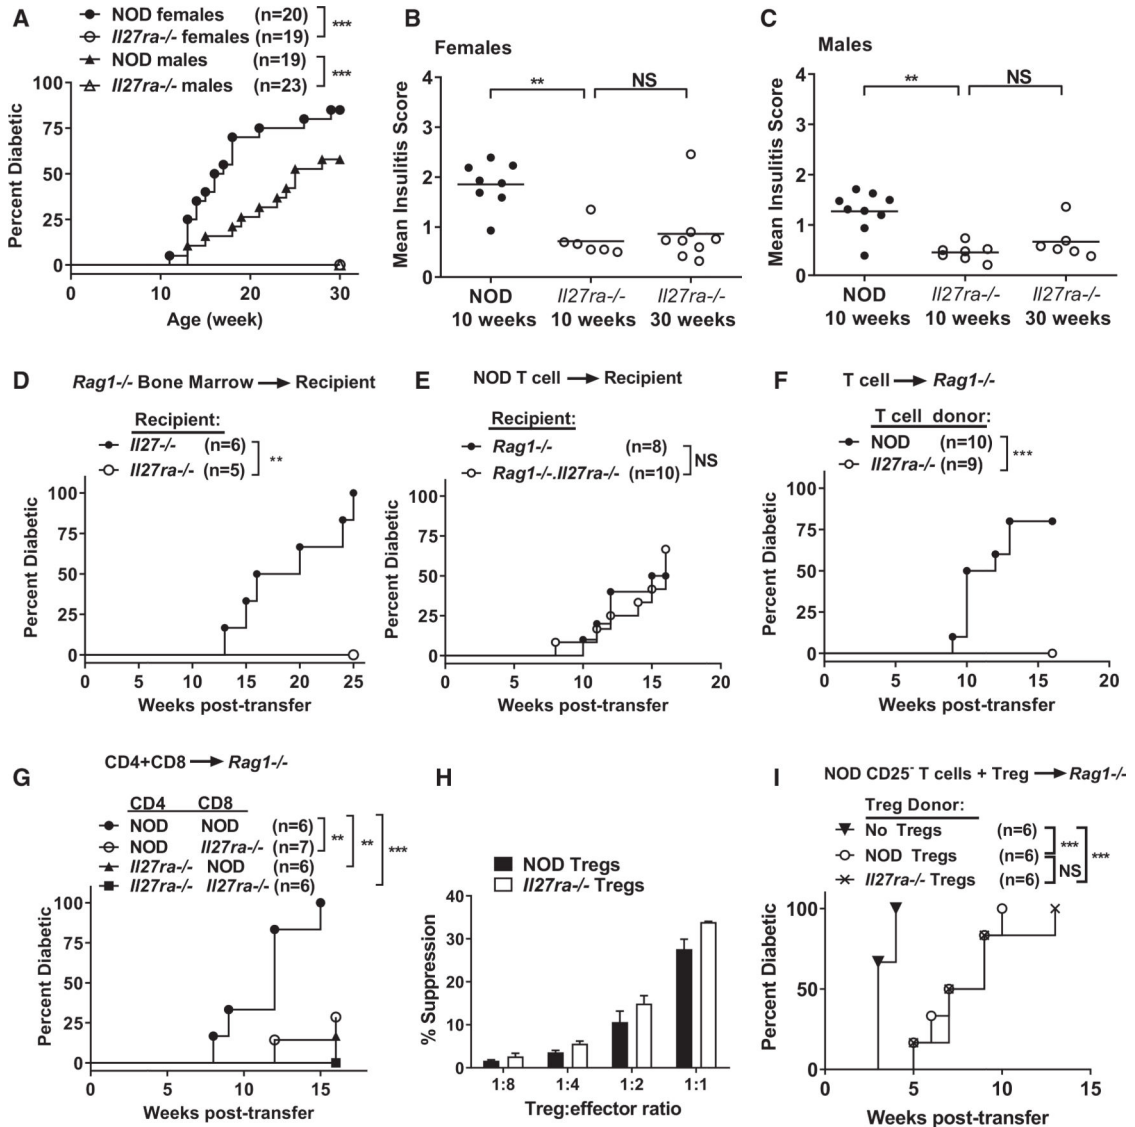 A
NOD females (n=20)
Il27ra-/- females (n=19)
***
NOD males (n=19)
Il27ra-/- males (n=23)
***
Percent Diabetic
100
75
50
25
0
0 10 20 30
Age (week)
B
Females
Mean Insulitis Score
4
3
2
1
0
** NS
NOD Il27ra-/- Il27ra-/-
10 weeks 10 weeks 30 weeks
C
Males
Mean Insulitis Score
4
3
2
1
0
** NS
NOD Il27ra-/- Il27ra-/-
10 weeks 10 weeks 30 weeks
D
Rag1-/- Bone Marrow → Recipient
Recipient:
Il27-/- (n=6)
Il27ra-/- (n=5)
**
Percent Diabetic
100
75
50
25
0
0 5 10 15 20 25
Weeks post-transfer
E
NOD T cell → Recipient
Recipient:
Rag1-/- (n=8)
Rag1-/-.Il27ra-/- (n=10)
NS
Percent Diabetic
100
75
50
25
0
0 5 10 15 20
Weeks post-transfer
F
T cell → Rag1-/-
T cell donor:
NOD (n=10)
Il27ra-/- (n=9)
***
Percent Diabetic
100
75
50
25
0
0 5 10 15 20
Weeks post-transfer
G
CD4+CD8 → Rag1-/-
CD4 CD8
NOD NOD (n=6)
NOD Il27ra-/- (n=7)
Il27ra-/- NOD (n=6)
Il27ra-/- Il27ra-/- (n=6)
** ** ***
Percent Diabetic
100
75
50
25
0
0 5 10 15
Weeks post-transfer
H
NOD Tregs
Il27ra-/- Tregs
% Suppression
40
30
20
10
0
1:8 1:4 1:2 1:1
Treg:effector ratio
I
NOD CD25- T cells + Treg → Rag1-/-
Treg Donor:
No Tregs (n=6)
NOD Tregs (n=6)
Il27ra-/- Tregs (n=6)
*** NS ***
Percent Diabetic
100
50
0
0 5 10 15
Weeks post-transfer